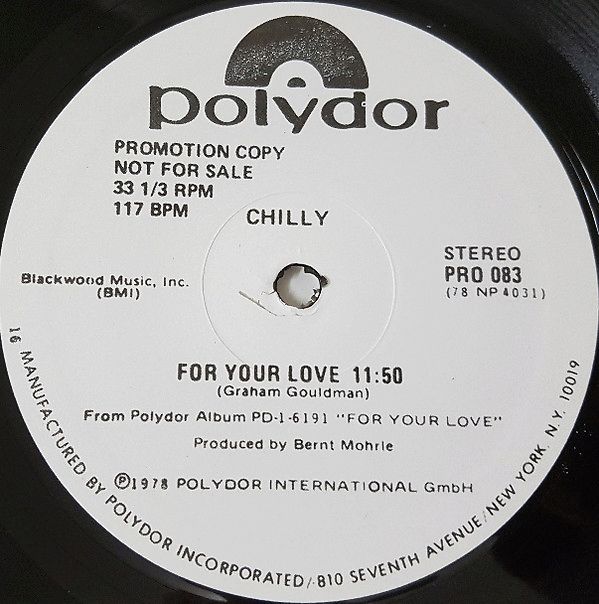 polydor
PROMOTION COPY
NOT FOR SALE
33 1/3 RPM
117 BPM
CHILLY
STEREO
PRO 083
(78 NP 4031)
Blackwood Music, Inc.
(BMI)
FOR YOUR LOVE 11:50
(Graham Gouldman)
From Polydor Album PD-1-6191 "FOR YOUR LOVE"
Produced by Bernt Mohrle
Ⓟ1978 POLYDOR INTERNATIONAL GmbH
16 MANUFACTURED BY POLYDOR INCORPORATED/·810 SEVENTH AVENUE/NEW YORK. N.Y. 10019